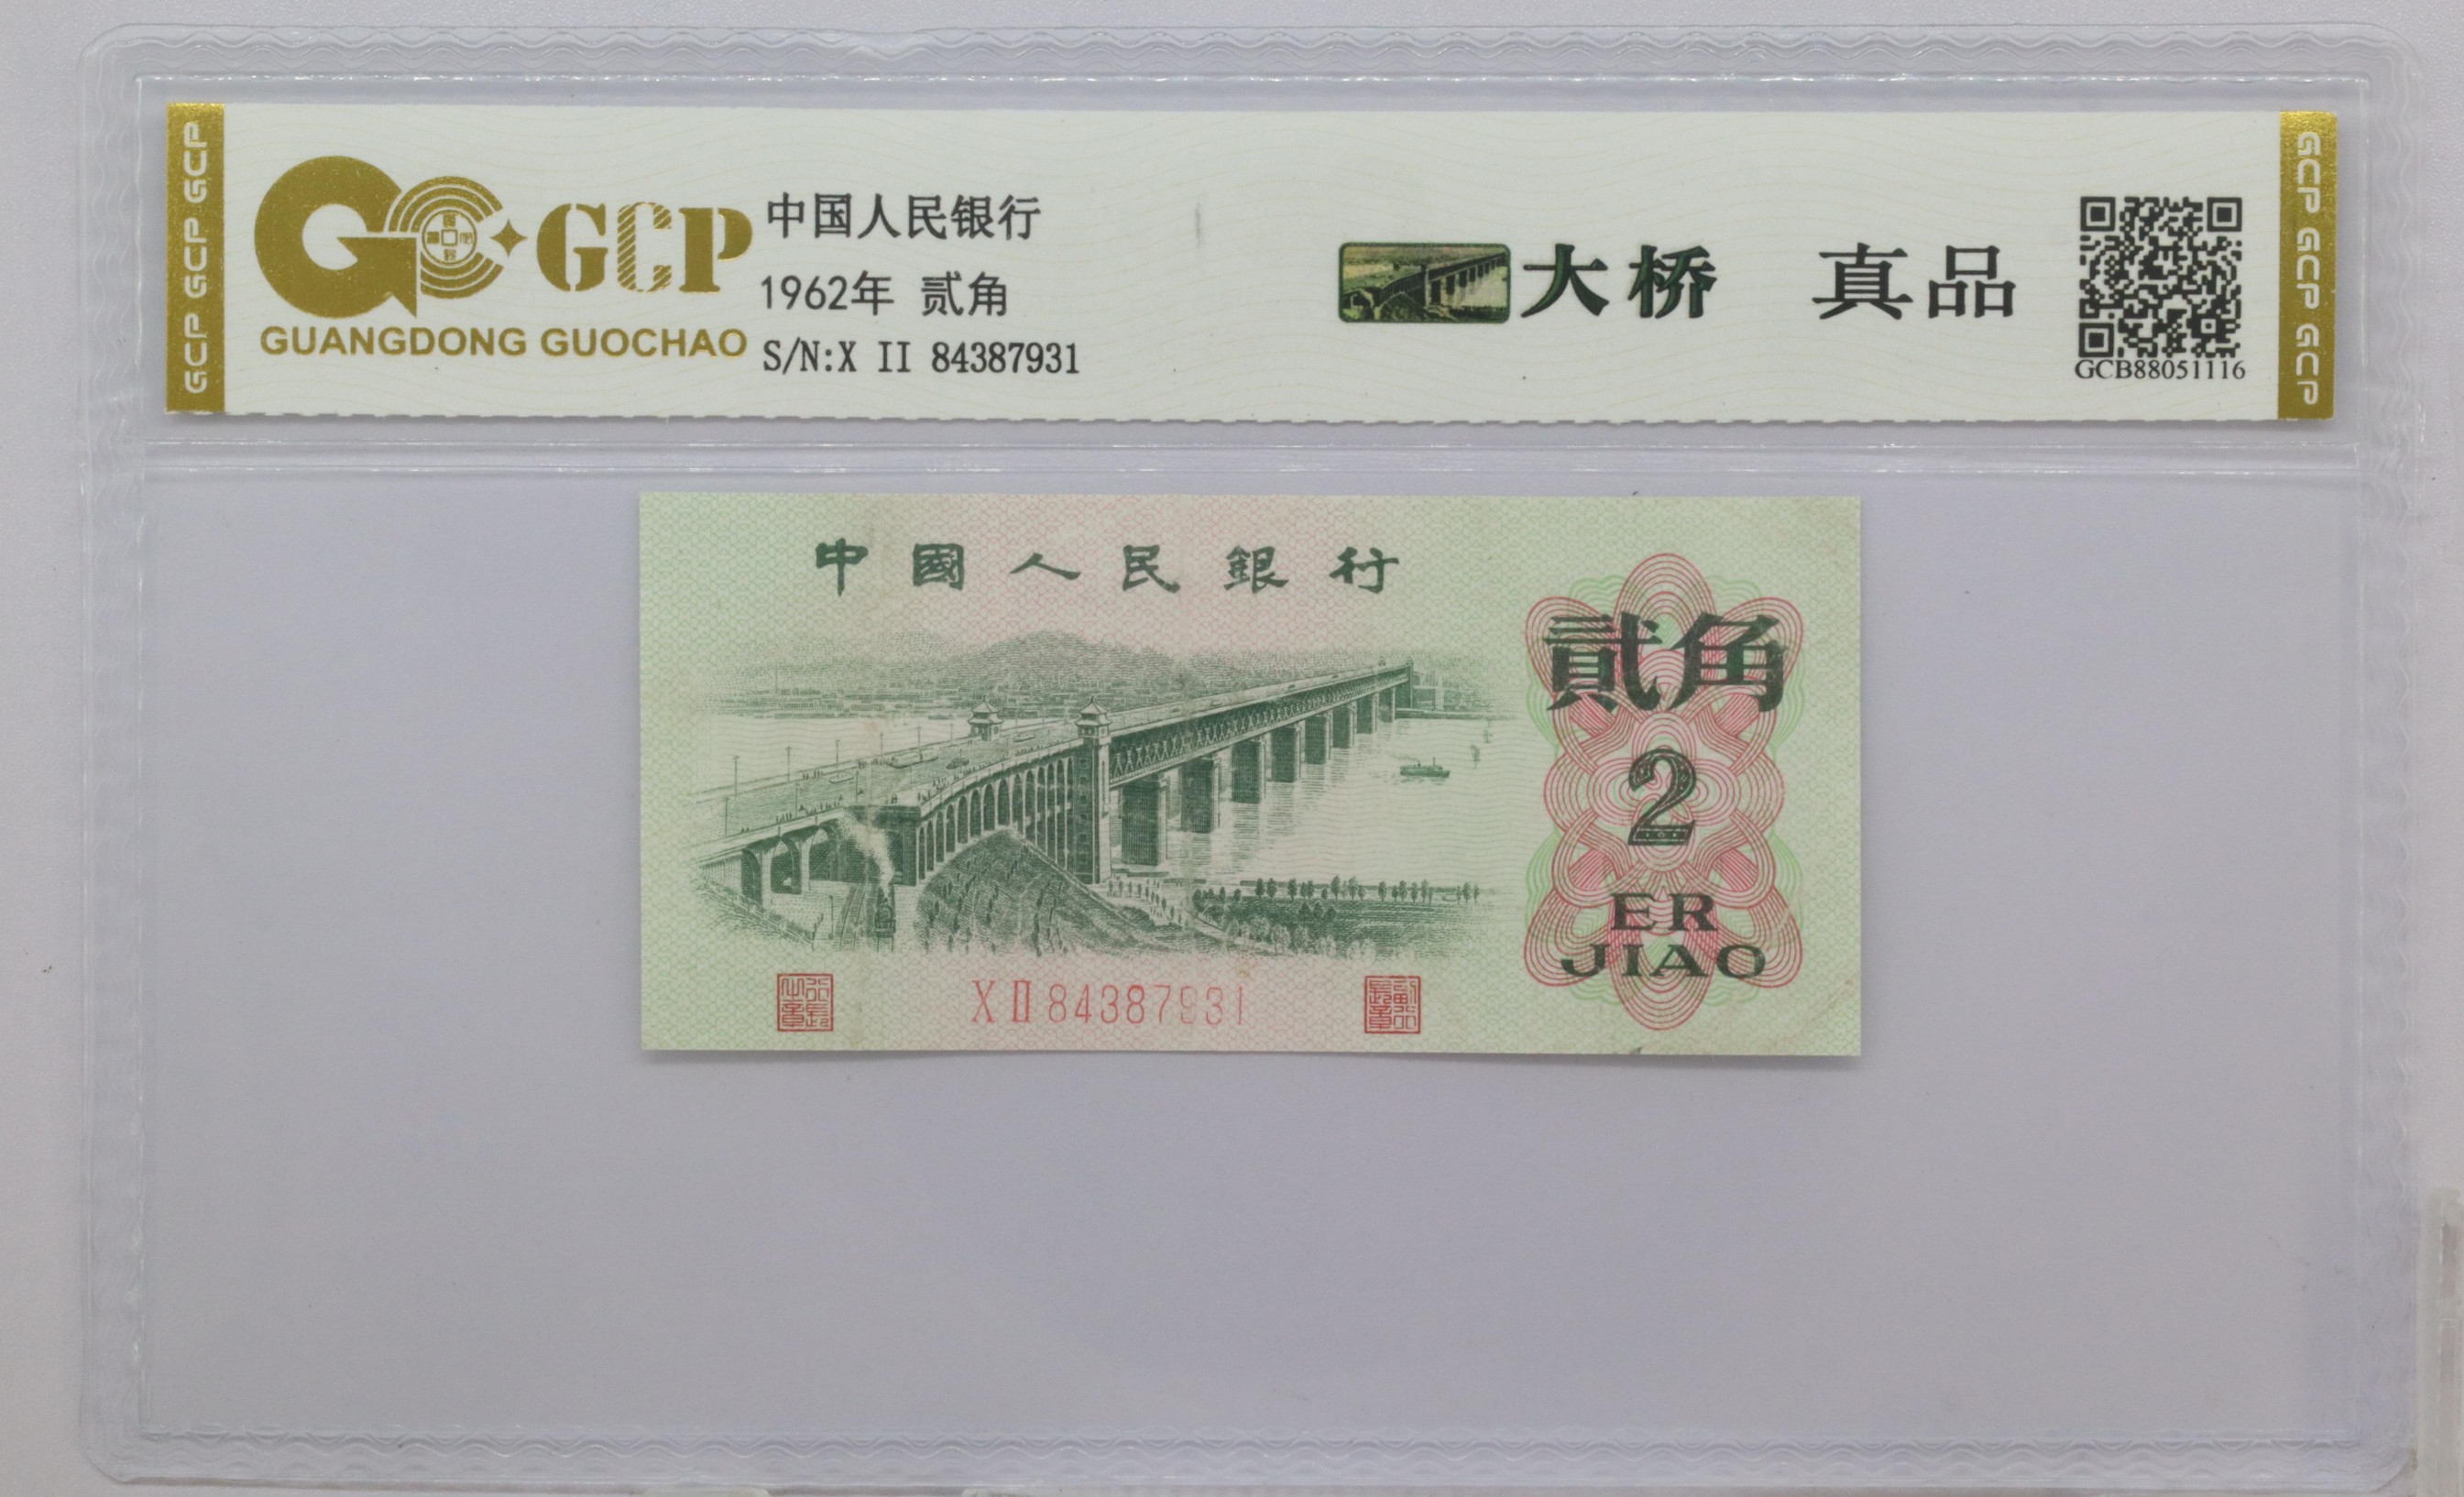 GCP GCP GCP
GCP
GUANGDONG GUOCHAO
中国人民银行
1962年 贰角
S/N:X II 84387931
大桥 真品
GCB88051116
GCP GCP GCP
中國人民銀行
貳角
2
ER
JIAO
XⅡ84387931